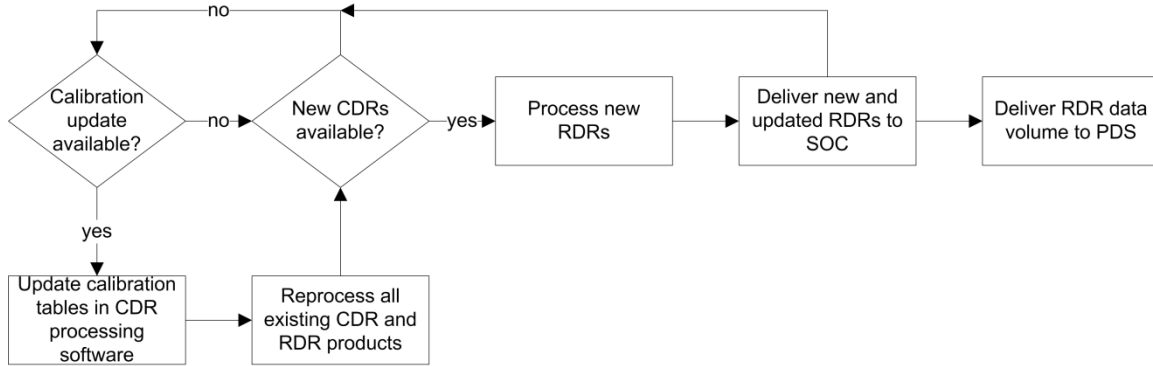 no
Calibration
update
available?
no
New CDRs
available?
yes
Process new
RDRs
Deliver new and
updated RDRs to
SOC
Deliver RDR data
volume to PDS
yes
Update calibration
tables in CDR
processing
software
Reprocess all
existing CDR and
RDR products